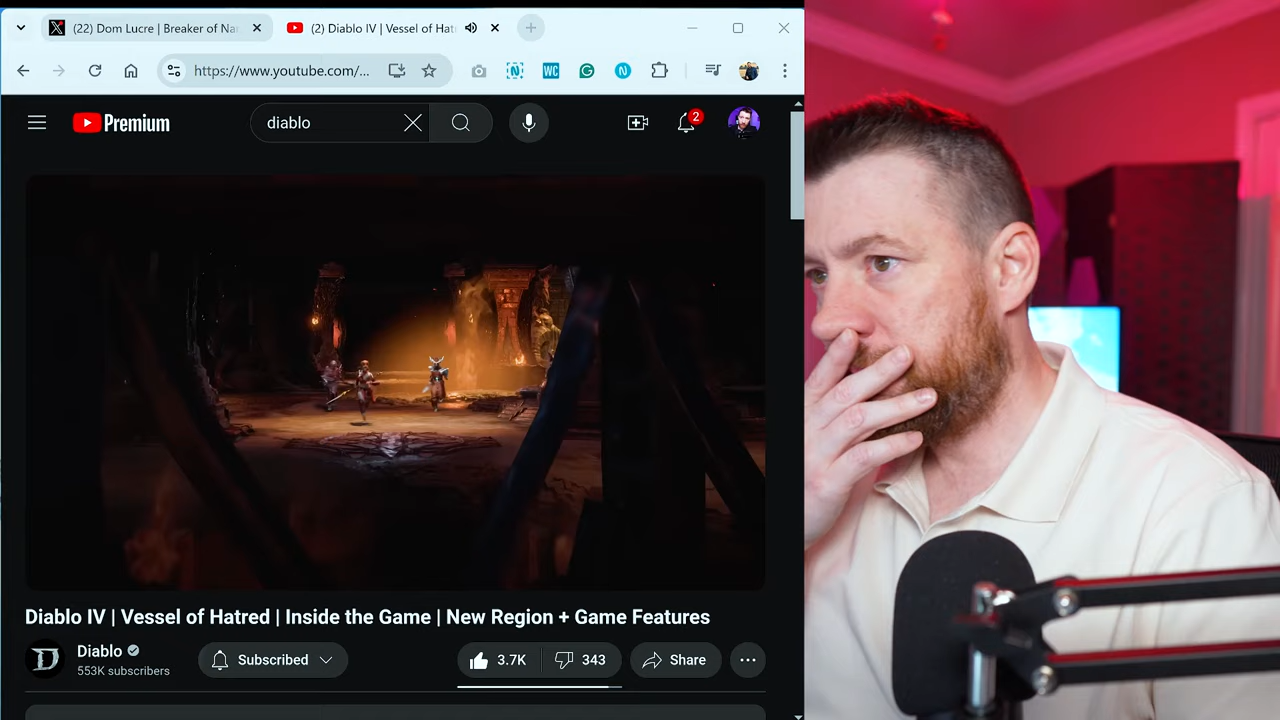 (22) Dom Lucre | Breaker of Na
(2) Diablo IV | Vessel of Hat
https://www.youtube.com/...
WC
Premium
diablo
2
Diablo IV | Vessel of Hatred | Inside the Game | New Region + Game Features
Diablo
553K subscribers
Subscribed
3.7K
343
Share